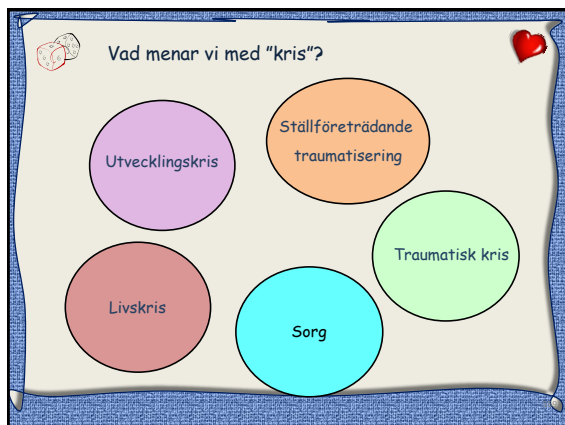 Vad menar vi med "kris"?
Ställföreträdande
traumatisering
Utvecklingskris
Traumatisk kris
Livskris
Sorg